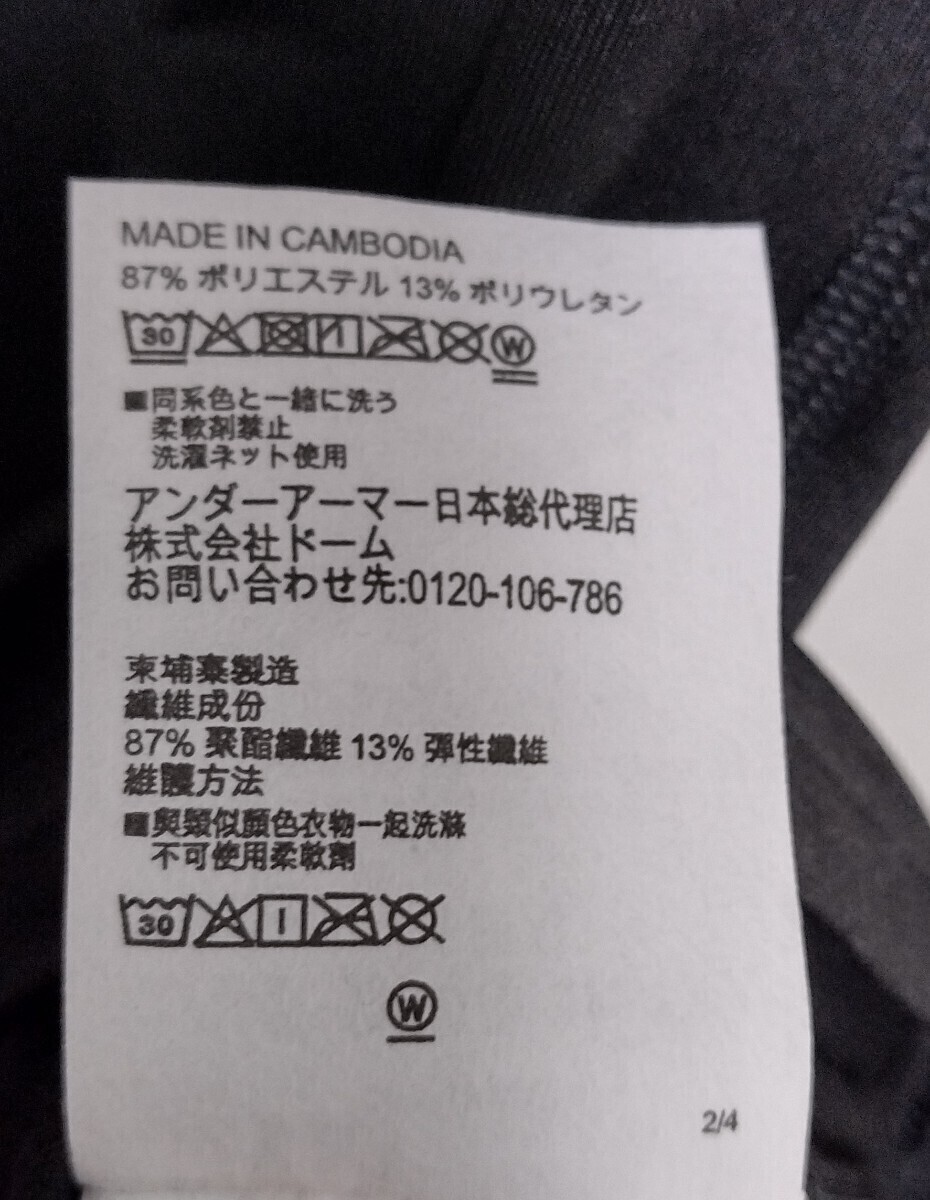 MADE IN CAMBODIA
87% ポリエステル 13% ポリウレタン
30 W
■同系色と一緒に洗う
柔軟剤禁止
洗濯ネット使用
アンダーアーマー日本総代理店
株式会社ドーム
お問い合わせ先:0120-106-786
柬埔寨製造
纖維成份
87% 聚酯纖維 13% 彈性纖維
維護方法
■與類似顏色衣物一起洗滌
不可使用柔軟劑
30
W
2/4